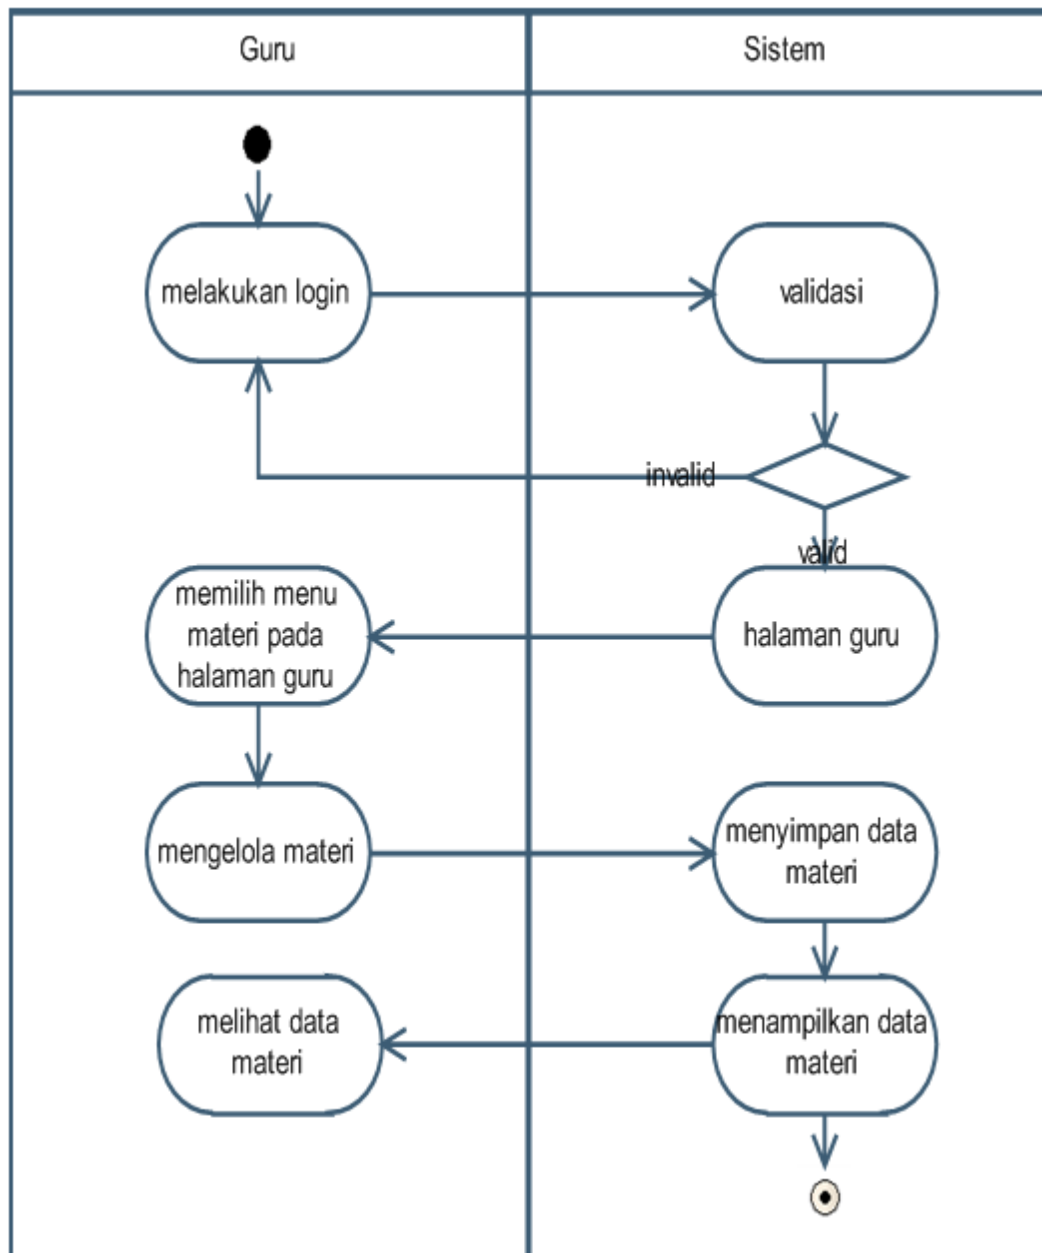 Guru
Sistem
melakukan login
validasi
invalid
valid
memilih menu
materi pada
halaman guru
halaman guru
mengelola materi
menyimpan data
materi
melihat data
materi
menampilkan data
materi